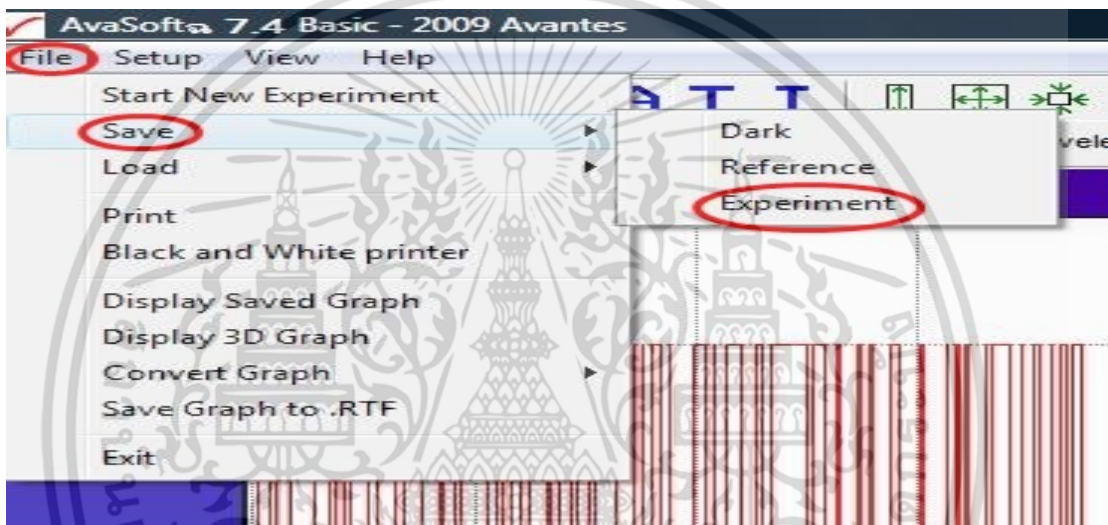 AvaSoft 7.4 Basic - 2009 Avantes
File Setup View Help
Start New Experiment
Save
Load
Print
Black and White printer
Display Saved Graph
Display 3D Graph
Convert Graph
Save Graph to .RTF
Exit
Dark
Reference
Experiment
vele